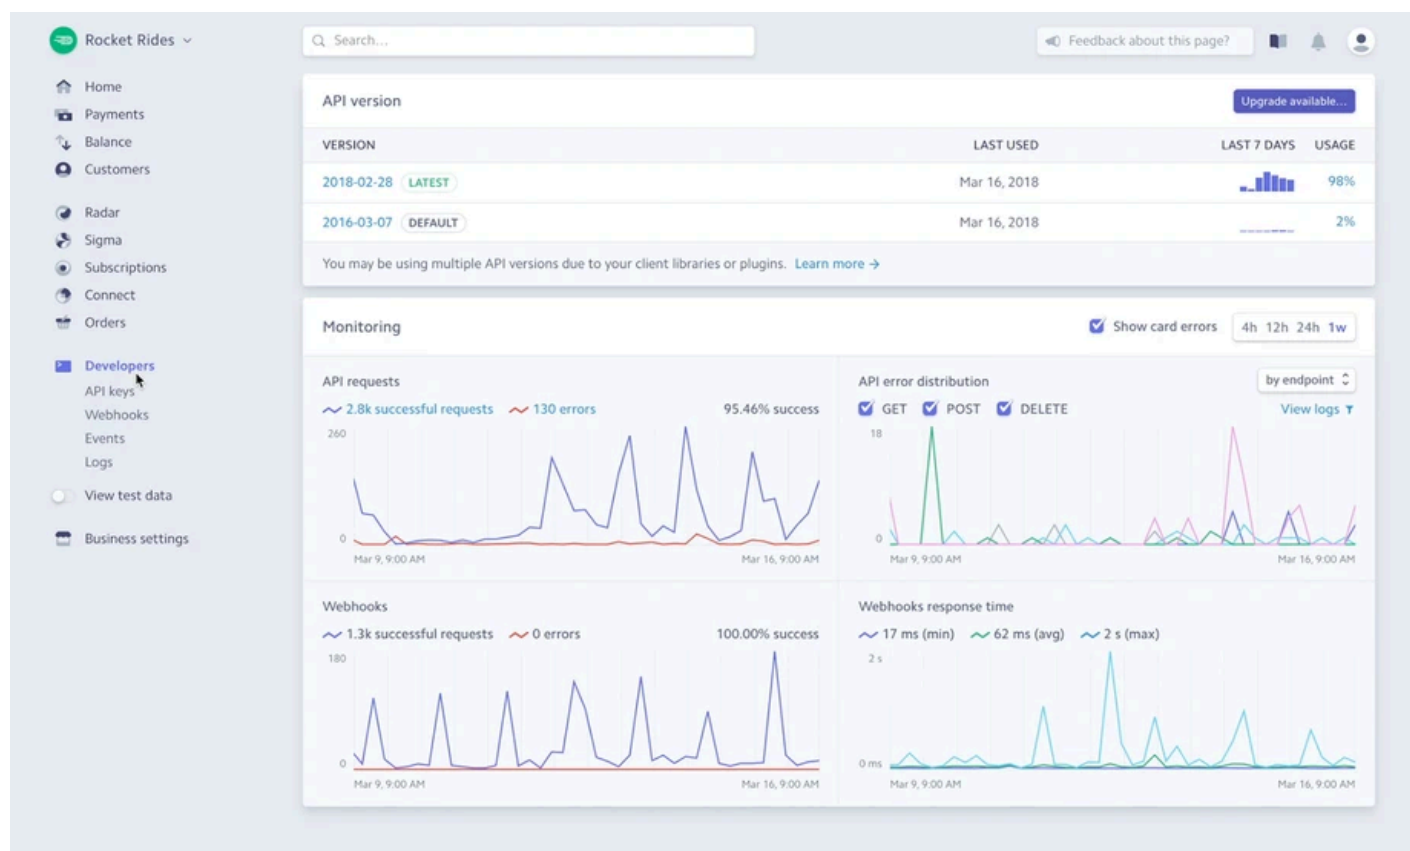 Rocket Rides
Search...
Feedback about this page?
Home
Payments
Balance
Customers
Radar
Sigma
Subscriptions
Connect
Orders
Developers
API keys
Webhooks
Events
Logs
View test data
Business settings
API version
Upgrade available...
VERSION LAST USED LAST 7 DAYS USAGE
2018-02-28 LATEST Mar 16, 2018 98%
2016-03-07 DEFAULT Mar 16, 2018 2%
You may be using multiple API versions due to your client libraries or plugins. Learn more →
Monitoring
Show card errors 4h 12h 24h 1w
API requests
2.8k successful requests 130 errors 95.46% success
260
0
Mar 9, 9:00 AM Mar 16, 9:00 AM
API error distribution by endpoint
GET POST DELETE View logs
18
0
Mar 9, 9:00 AM Mar 16, 9:00 AM
Webhooks
1.3k successful requests 0 errors 100.00% success
180
0
Mar 9, 9:00 AM Mar 16, 9:00 AM
Webhooks response time
17 ms (min) 62 ms (avg) 2 s (max)
2 s
0 ms
Mar 9, 9:00 AM Mar 16, 9:00 AM